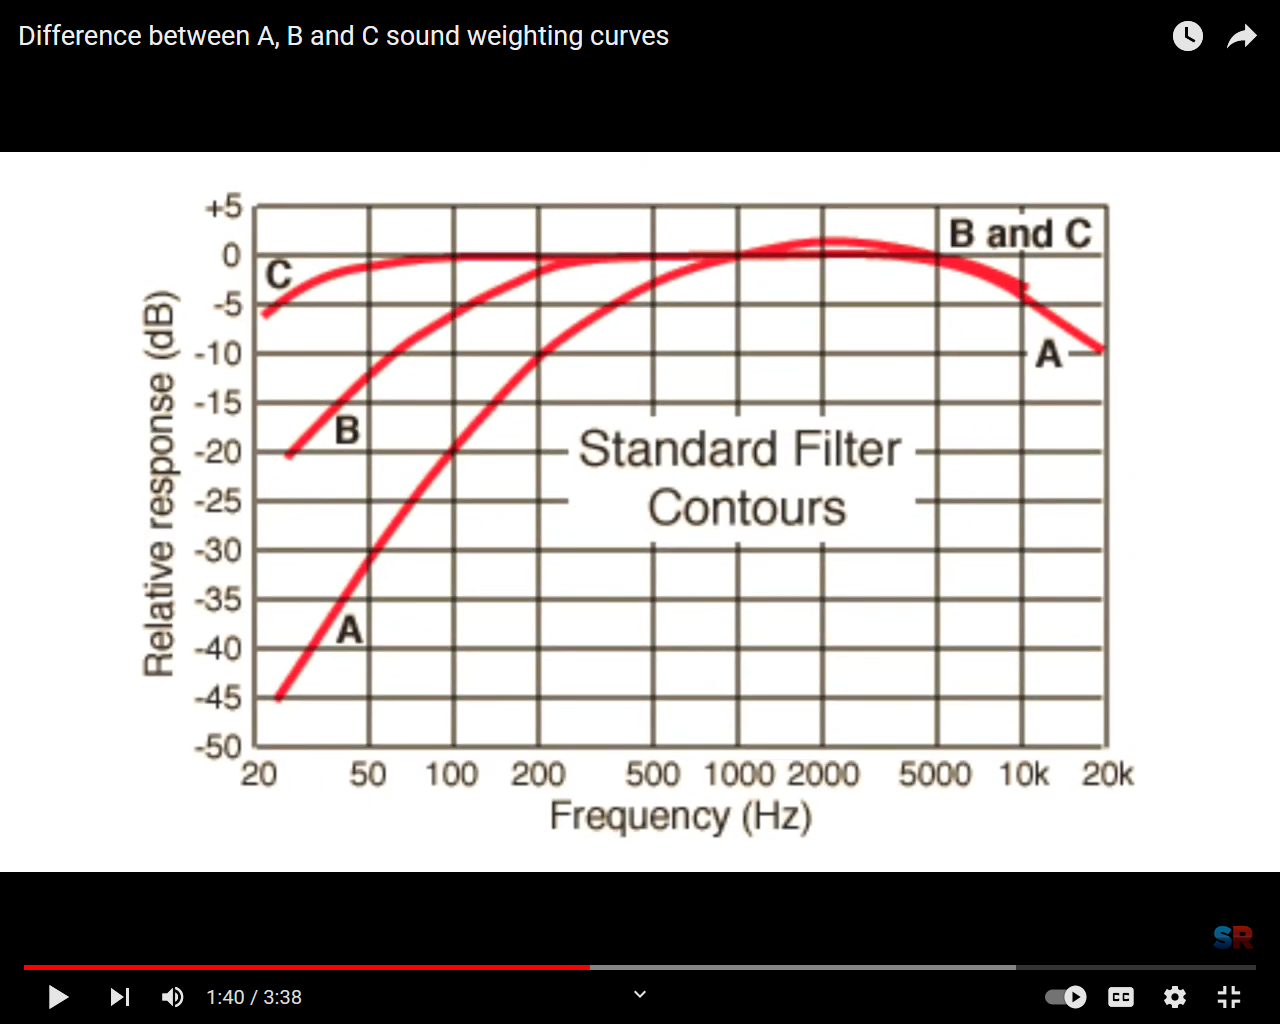 Difference between A, B and C sound weighting curves
+5
0
-5
-10
-15
-20
-25
-30
-35
-40
-45
-50
Relative response (dB)
C
B
A
B and C
A
Standard Filter
Contours
20 50 100 200 500 1000 2000 5000 10k 20k
Frequency (Hz)
SR
1:40 / 3:38
CC